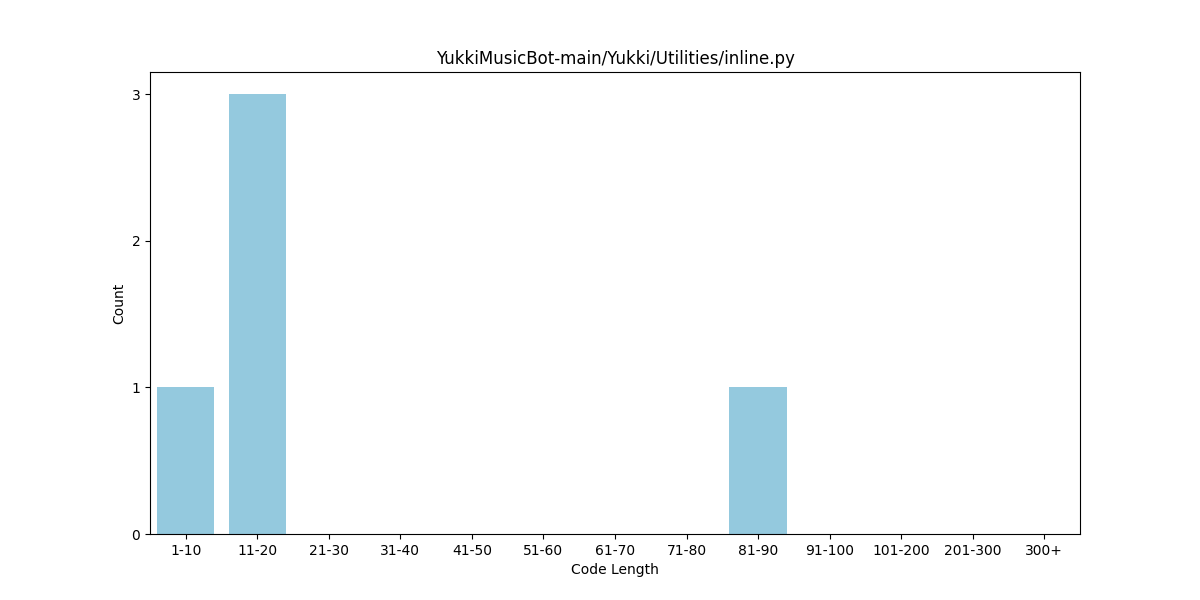 YukkiMusicBot-main/Yukki/Utilities/inline.py
Count
3
2
1
0
1-10 11-20 21-30 31-40 41-50 51-60 61-70 71-80 81-90 91-100 101-200 201-300 300+
Code Length